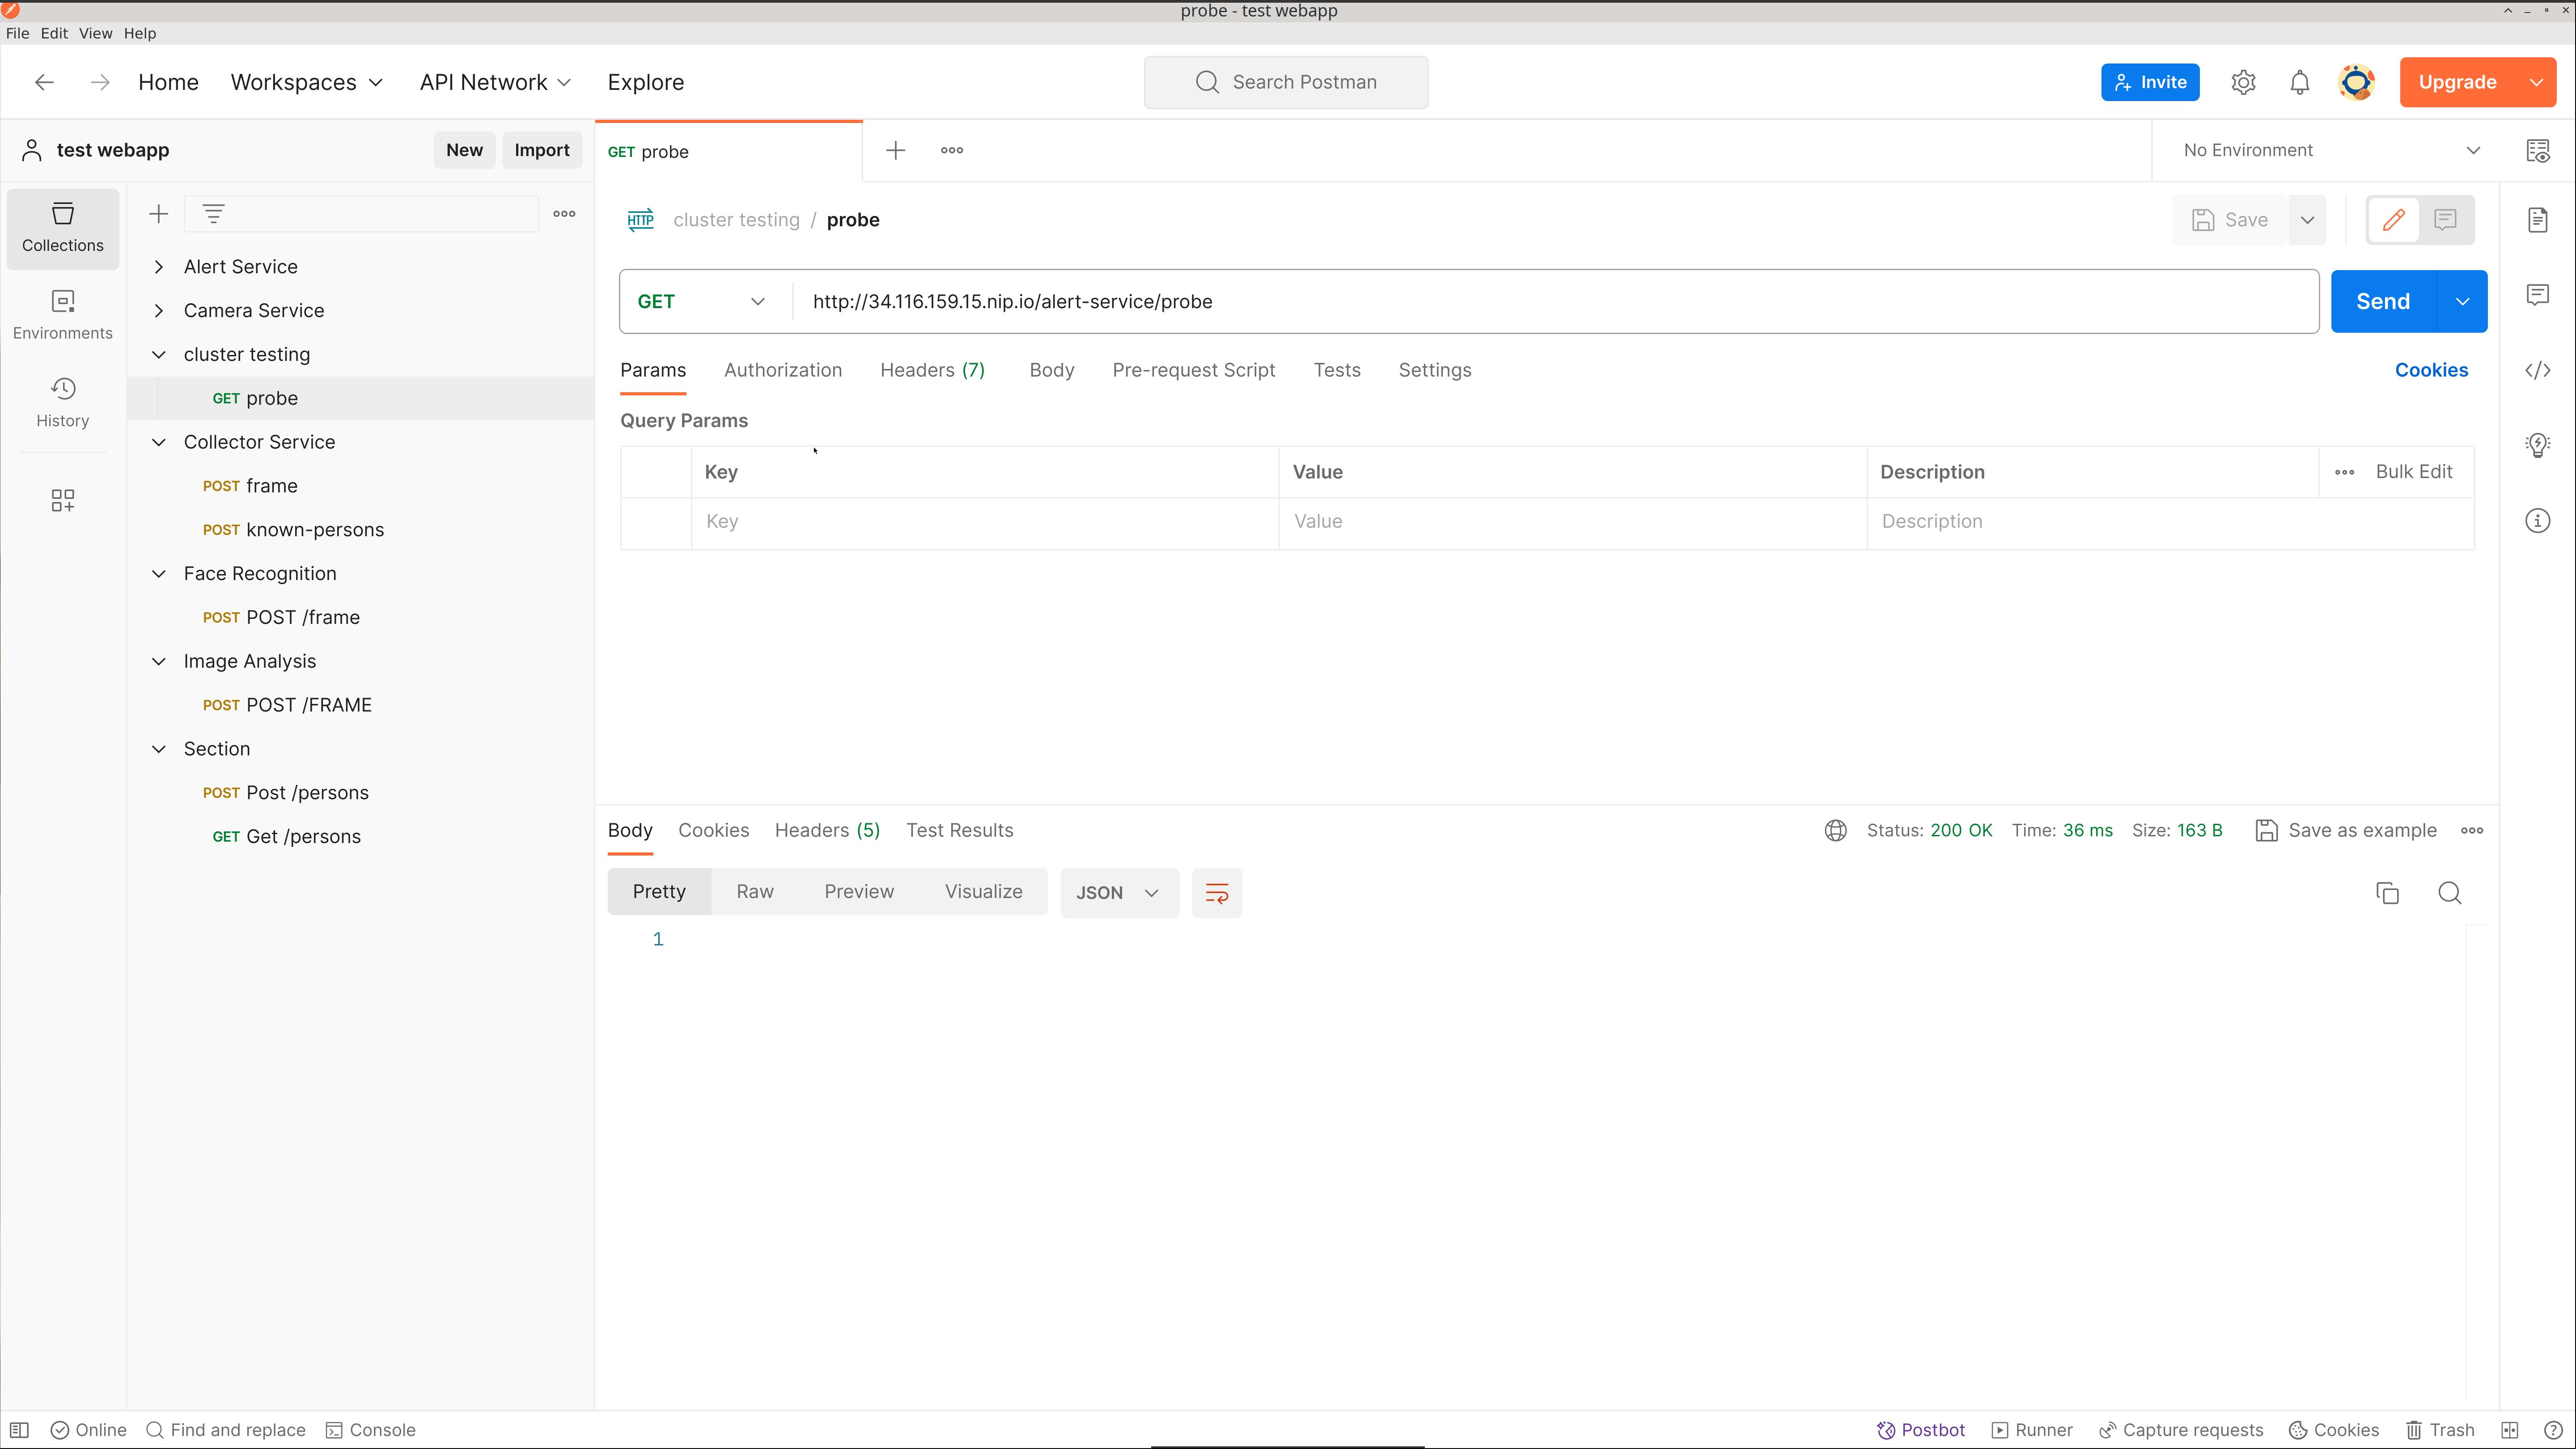 probe - test webapp
File Edit View Help
Home Workspaces API Network Explore Search Postman Invite Upgrade
test webapp New Import
GET probe
No Environment
Collections
Environments
History
Alert Service
Camera Service
cluster testing
GET probe
Collector Service
POST frame
POST known-persons
Face Recognition
POST POST /frame
Image Analysis
POST POST /FRAME
Section
POST Post /persons
GET Get /persons
HTTP cluster testing / probe Save
GET http://34.116.159.15.nip.io/alert-service/probe Send
Params Authorization Headers (7) Body Pre-request Script Tests Settings Cookies
Query Params
Key Value Description Bulk Edit
Key Value Description
Body Cookies Headers (5) Test Results Status: 200 OK Time: 36 ms Size: 163 B Save as example
Pretty Raw Preview Visualize JSON
1
Online Find and replace Console Postbot Runner Capture requests Cookies Trash